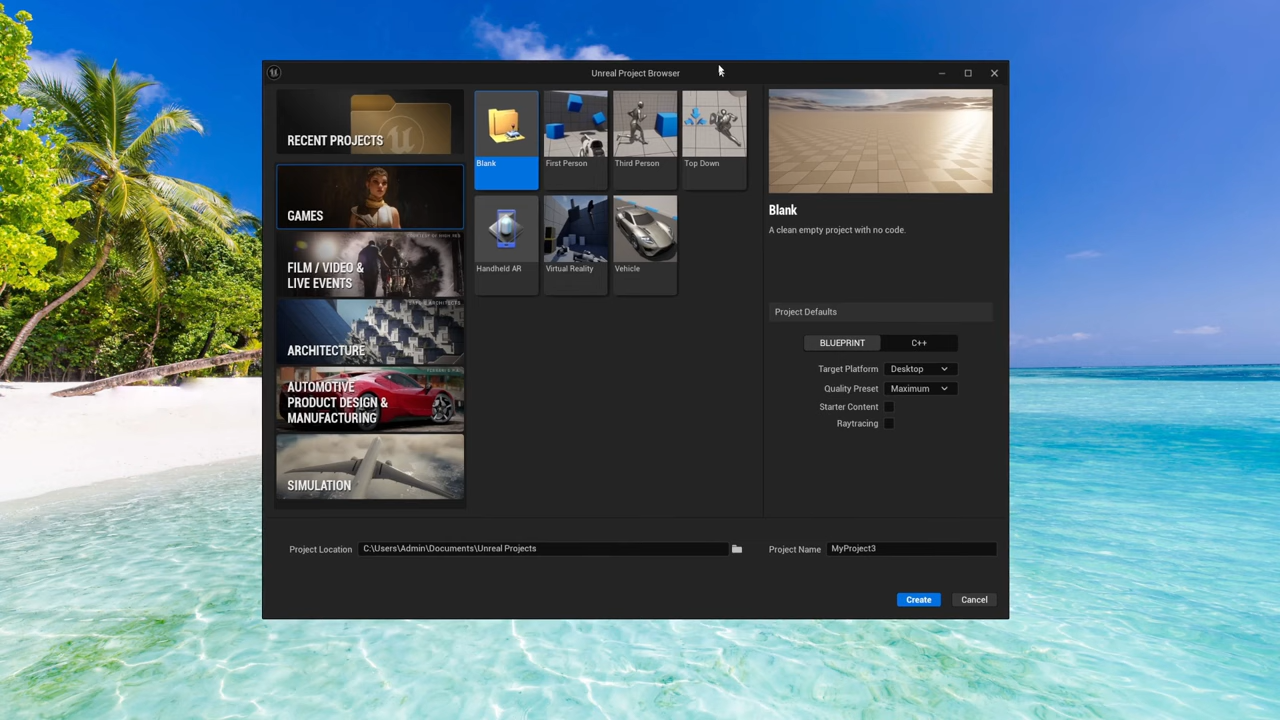 Unreal Project Browser
RECENT PROJECTS
GAMES
FILM / VIDEO &
LIVE EVENTS
ARCHITECTURE
AUTOMOTIVE
PRODUCT DESIGN &
MANUFACTURING
SIMULATION
Blank
First Person
Third Person
Top Down
Handheld AR
Virtual Reality
Vehicle
Blank
A clean empty project with no code.
Project Defaults
BLUEPRINT
C++
Target Platform
Desktop
Quality Preset
Maximum
Starter Content
Raytracing
Project Location
C:\Users\Admin\Documents\Unreal Projects
Project Name
MyProject3
Create
Cancel